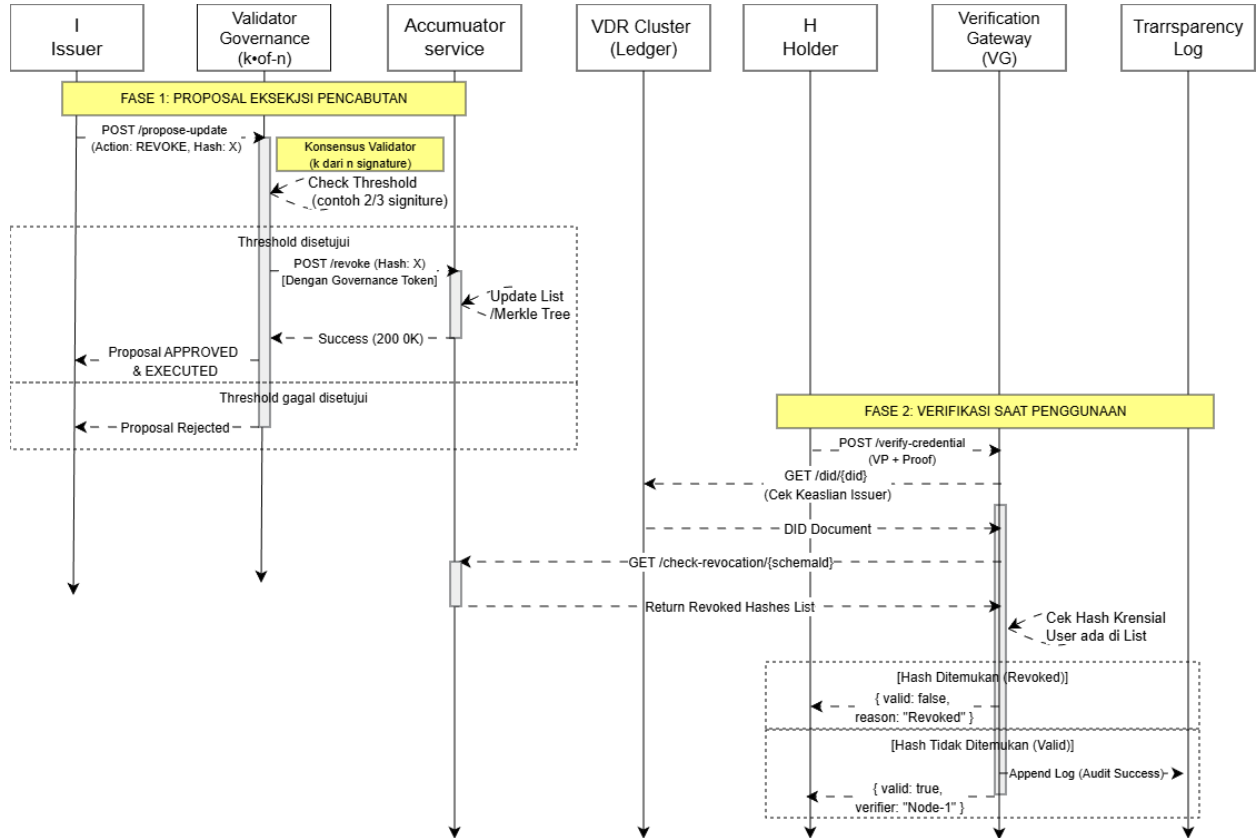 I
Issuer
Validator
Governance
(k•of-n)
Accumuator
service
VDR Cluster
(Ledger)
H
Holder
Verification
Gateway
(VG)
Trarrsparency
Log
FASE 1: PROPOSAL EKSEKJSI PENCABUTAN
POST /propose-update
(Action: REVOKE, Hash: X)
Konsensus Validator
(k dari n signature)
Check Threshold
(contoh 2/3 signiture)
Threshold disetujui
POST/revoke (Hash: X)
[Dengan Governance Token]
Update List
/Merkle Tree
Success (200 0K)
Proposal APPROVED
& EXECUTED
Threshold gagal disetujui
Proposal Rejected
FASE 2: VERIFIKASI SAAT PENGGUNAAN
POST /verify-credential
(VP + Proof)
GET /did/{did}
(Cek Keaslian Issuer)
DID Document
GET /check-revocation/{schemald}
Return Revoked Hashes List
Cek Hash Krensial
User ada di List
[Hash Ditemukan (Revoked)]
{ valid: false,
reason: "Revoked" }
[Hash Tidak Ditemukan (Valid)]
Append Log (Audit Success)
{ valid: true,
verifier: "Node-1" }